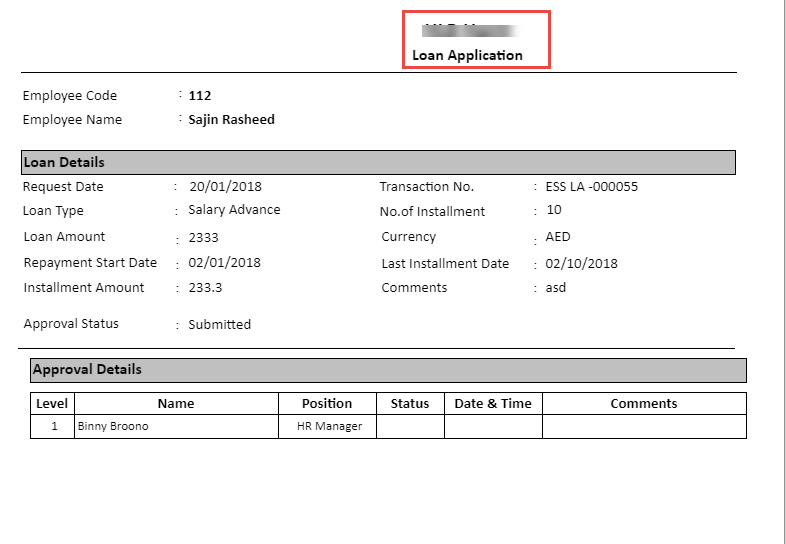 Loan Application
Employee Code : 112
Employee Name : Sajin Rasheed
Loan Details
Request Date : 20/01/2018 Transaction No. : ESS LA -000055
Loan Type : Salary Advance No.of Installment : 10
Loan Amount : 2333 Currency : AED
Repayment Start Date : 02/01/2018 Last Installment Date : 02/10/2018
Installment Amount : 233.3 Comments : asd
Approval Status : Submitted
Approval Details
Level Name Position Status Date & Time Comments
1 Binny Broono HR Manager